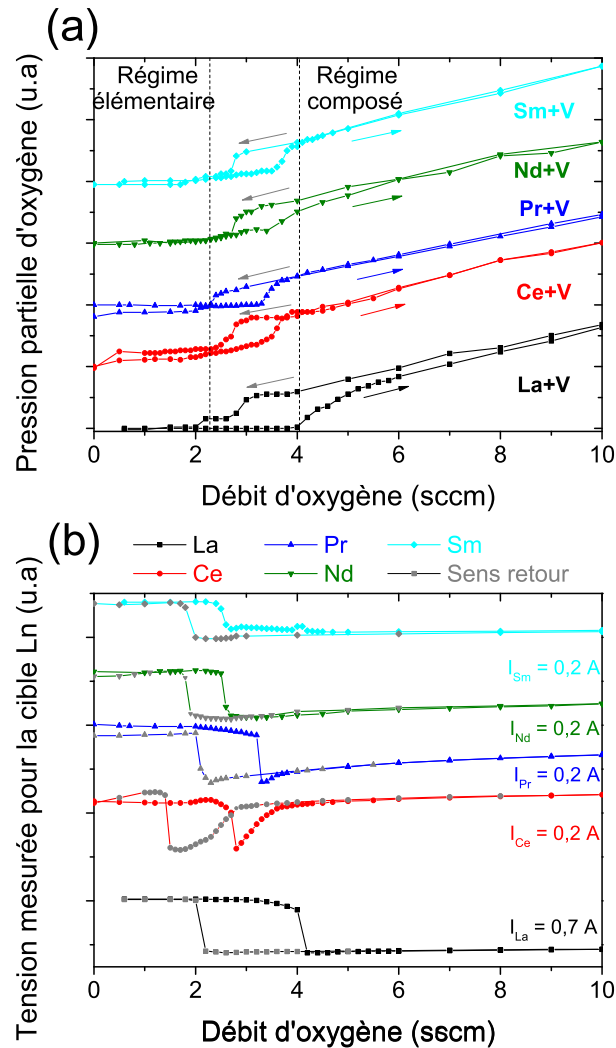 (a)
Pression partielle d'oxygène (u.a)
Régime
élémentaire
Régime
composé
Sm+V
Nd+V
Pr+V
Ce+V
La+V
0 2 4 6 8 10
Débit d'oxygène (sccm)
(b)
La Pr Sm
Ce Nd Sens retour
Tension mesurée pour la cible Ln (u.a)
I_Sm = 0,2 A
I_Nd = 0,2 A
I_Pr = 0,2 A
I_Ce = 0,2 A
I_La = 0,7 A
0 2 4 6 8 10
Débit d'oxygène (sccm)